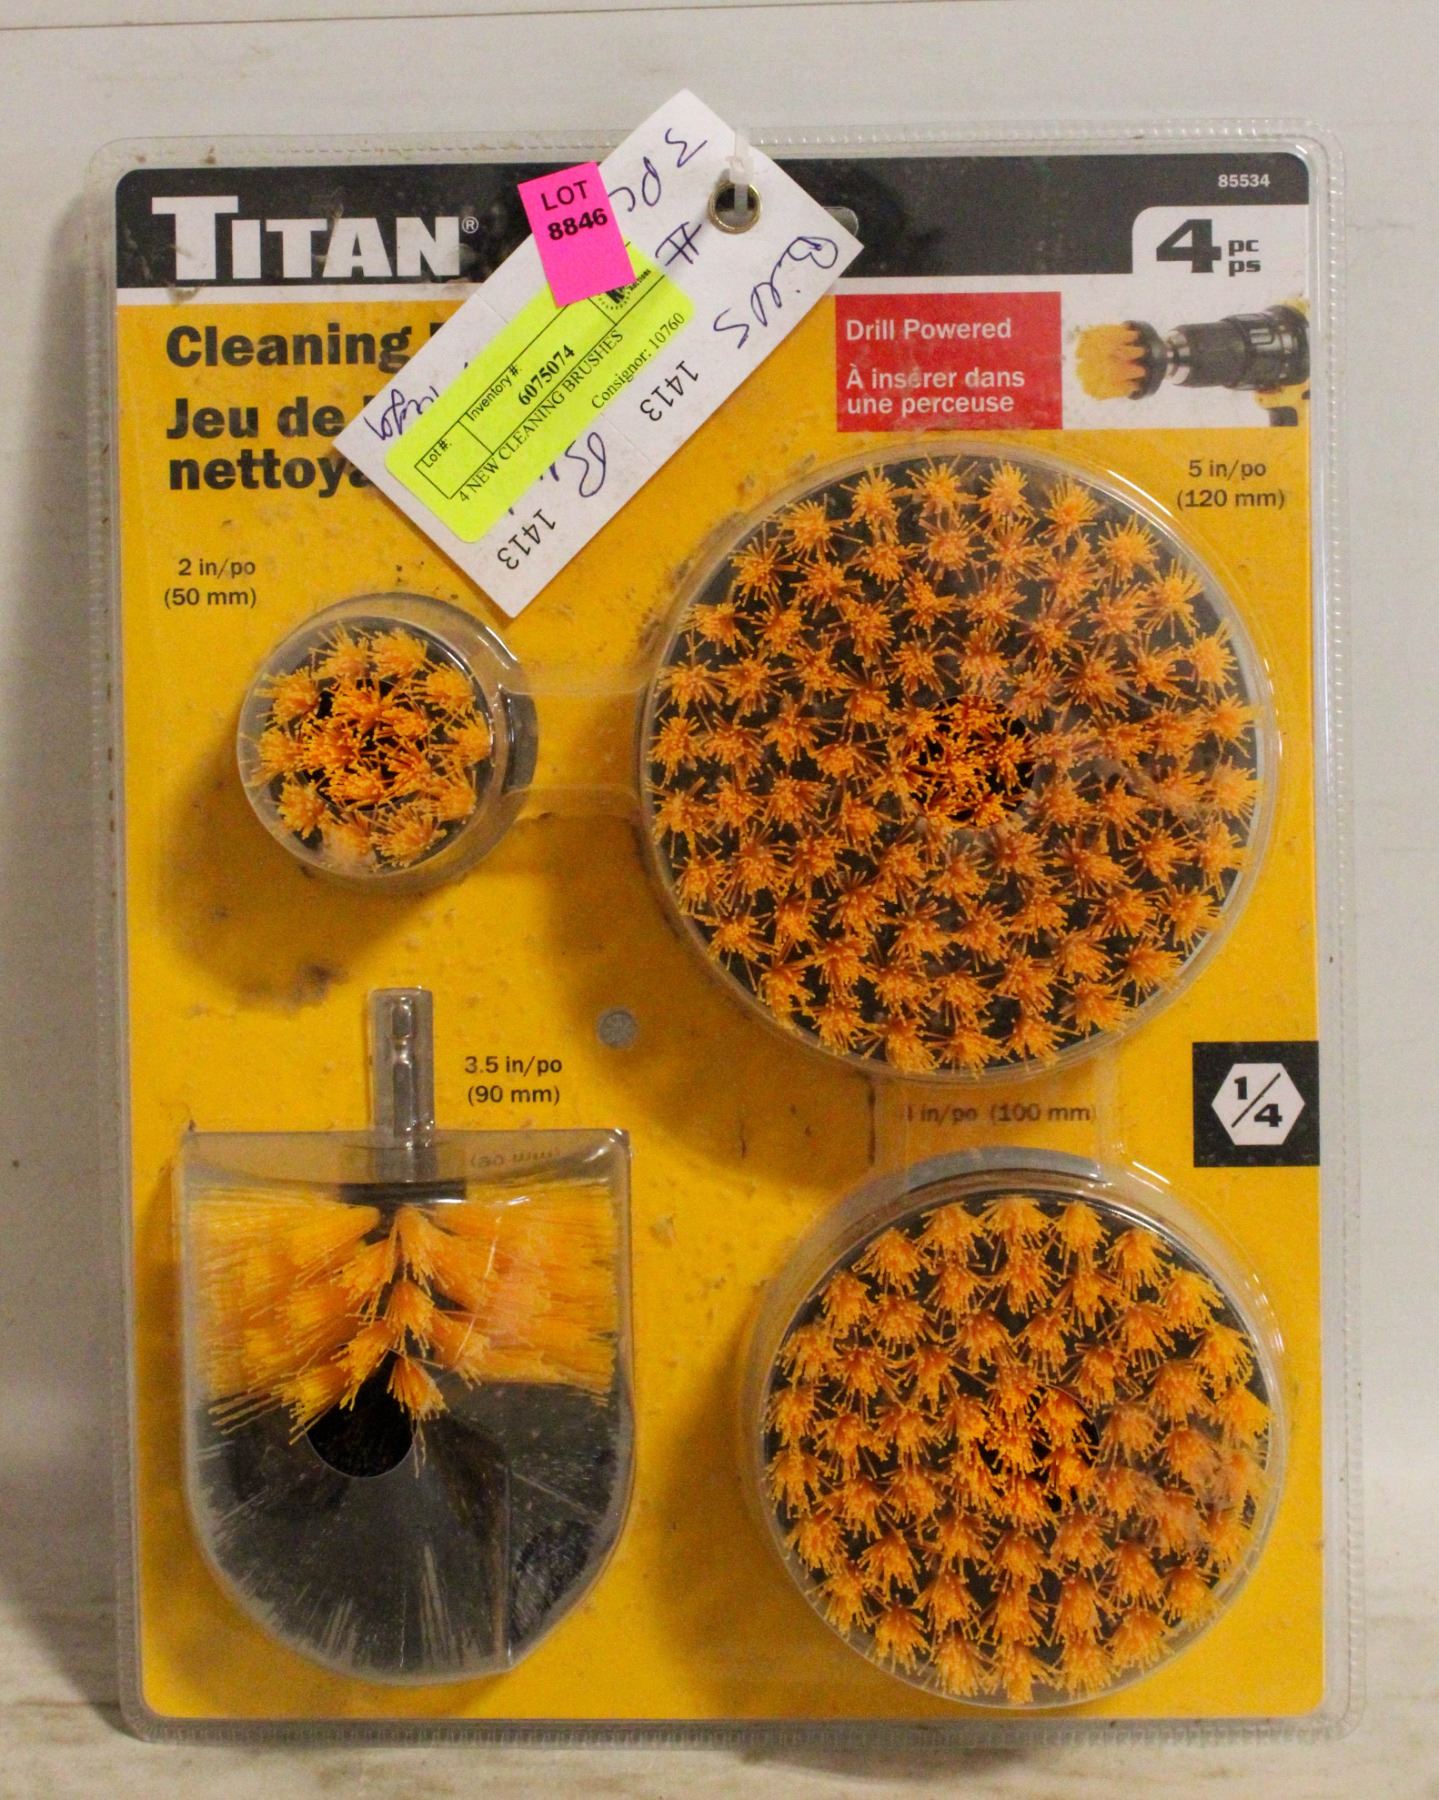 TITAN®
85534
4 pc
ps
LOT
8846
3 PC
#
1413
1413
Lot #:
Inventory #:
6075074
4 NEW CLEANING BRUSHES
Consignor: 10760
Cleaning
Jeu de
nettoya
Drill Powered
À insérer dans
une perceuse
5 in/po
(120 mm)
2 in/po
(50 mm)
3.5 in/po
(90 mm)
in/po (100 mm)
1/4